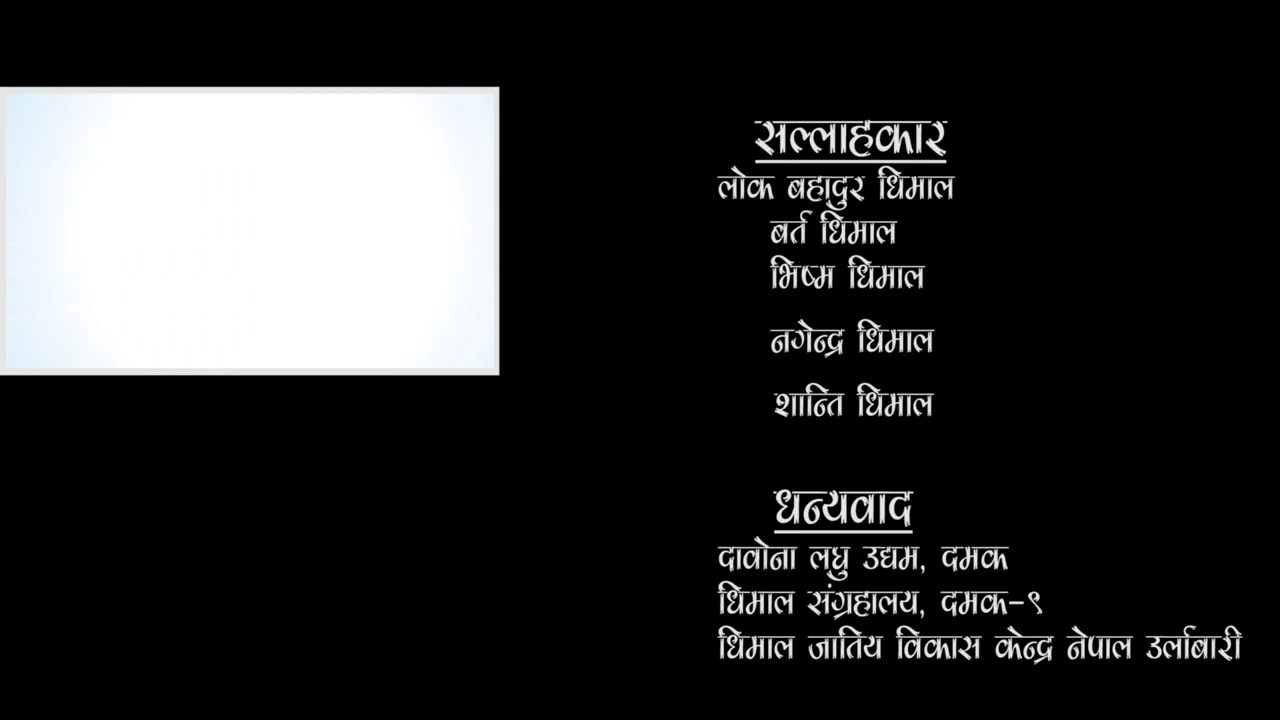 सल्लाहकार
लोक बहादुर धिमाल
बर्त धिमाल
भिष्म धिमाल
नगेन्द्र धिमाल
शान्ति धिमाल
धन्यवाद
दावोना लघु उद्यम, दमक
धिमाल संग्रहालय, दमक-९
धिमाल जातिय विकास केन्द्र नेपाल उर्लाबारी